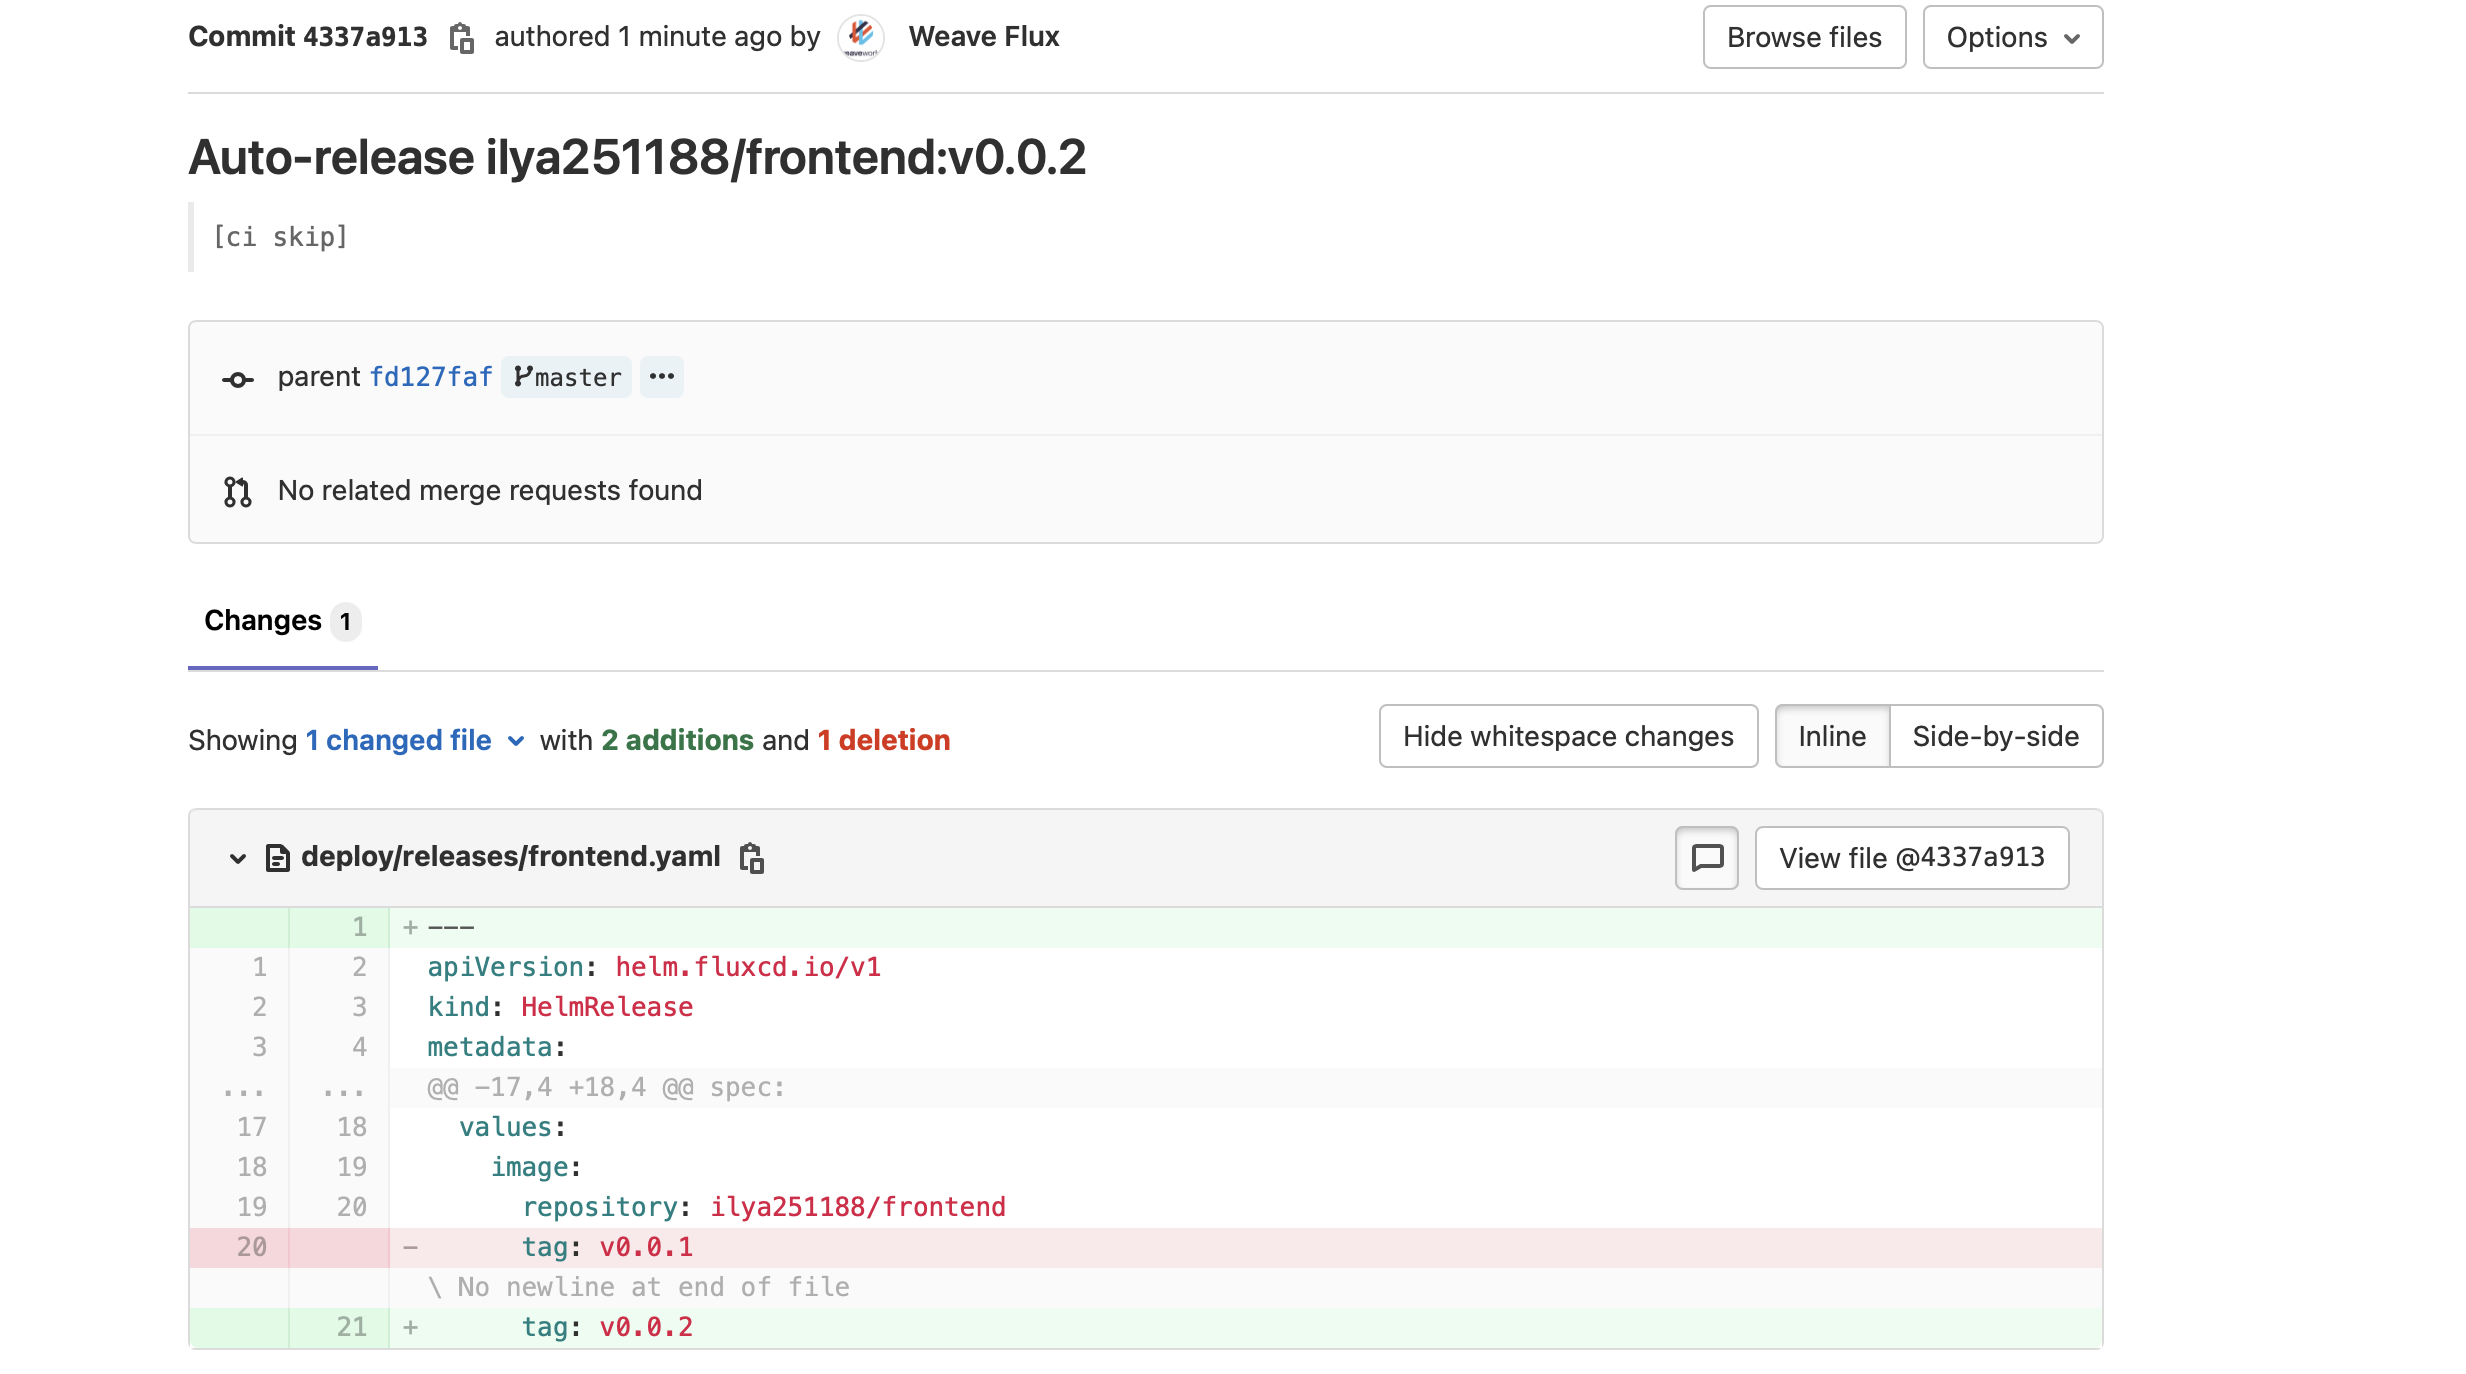 Commit 4337a913 authored 1 minute ago by Weave Flux Browse files Options
Auto-release ilya251188/frontend:v0.0.2
[ci skip]
parent fd127faf master ...
No related merge requests found
Changes 1
Showing 1 changed file with 2 additions and 1 deletion Hide whitespace changes Inline Side-by-side
deploy/releases/frontend.yaml View file @4337a913
1 + ---
1 2 apiVersion: helm.fluxcd.io/v1
2 3 kind: HelmRelease
3 4 metadata:
... ... @@ -17,4 +18,4 @@ spec:
17 18 values:
18 19 image:
19 20 repository: ilya251188/frontend
20 - tag: v0.0.1
\ No newline at end of file
21 + tag: v0.0.2